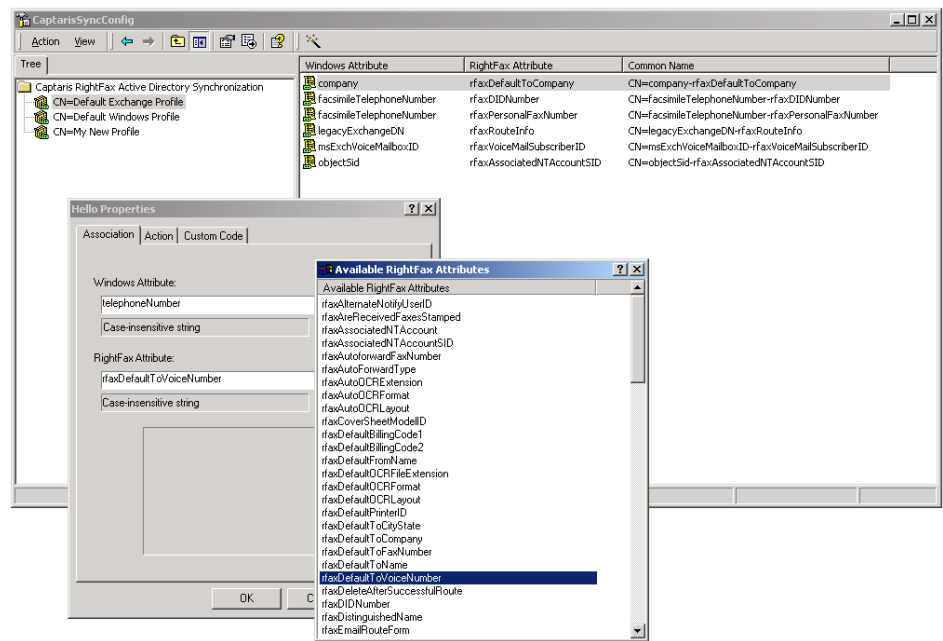 CaptarisSyncConfig
Action View
Tree
Captaris RightFax Active Directory Synchronization
CN=Default Exchange Profile
CN=Default Windows Profile
CN=My New Profile
Windows Attribute RightFax Attribute Common Name
company rfaxDefaultToCompany CN=company-rfaxDefaultToCompany
facsimileTelephoneNumber rfaxDIDNumber CN=facsimileTelephoneNumber-rfaxDIDNumber
facsimileTelephoneNumber rfaxPersonalFaxNumber CN=facsimileTelephoneNumber-rfaxPersonalFaxNumber
legacyExchangeDN rfaxRouteInfo CN=legacyExchangeDN-rfaxRouteInfo
msExchVoiceMailboxID rfaxVoiceMailSubscriberID CN=msExchVoiceMailboxID-rfaxVoiceMailSubscriberID
objectSid rfaxAssociatedNTAccountSID CN=objectSid-rfaxAssociatedNTAccountSID
Hello Properties
Association Action Custom Code
Windows Attribute:
telephoneNumber
Case-insensitive string
RightFax Attribute:
rfaxDefaultToVoiceNumber
Case-insensitive string
OK
Available RightFax Attributes
Available RightFax Attributes
rfaxAlternateNotifyUserID
rfaxAreReceivedFaxesStamped
rfaxAssociatedNTAccount
rfaxAssociatedNTAccountSID
rfaxAutoforwardFaxNumber
rfaxAutoForwardType
rfaxAutoOCRExtension
rfaxAutoOCRFormat
rfaxAutoOCRLayout
rfaxCoverSheetModelID
rfaxDefaultBillingCode1
rfaxDefaultBillingCode2
rfaxDefaultFromName
rfaxDefaultOCRFileExtension
rfaxDefaultOCRFormat
rfaxDefaultOCRLayout
rfaxDefaultPrinterID
rfaxDefaultToCityState
rfaxDefaultToCompany
rfaxDefaultToFaxNumber
rfaxDefaultToName
rfaxDefaultToVoiceNumber
rfaxDeleteAfterSuccessfulRoute
rfaxDIDNumber
rfaxDistinguishedName
rfaxEmailRouteForm